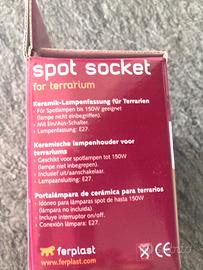 spot socket
for terrarium
Keramik-Lampenfassung für Terrarien
• Für Spotlampen bis 150W geeignet
(lampe nicht einbegriffen).
• Mit Ein/Aus-Schalter.
• Lampenfassung: E27.
Keramische lampenhouder voor
terrariums
• Geschikt voor spotlampen tot 150W
(lampe niet inbegrepen).
• Inclusief uit/aanschakelaar.
• Lampaansluiting: E27.
Portalámpara de cerámica para terrarios
• Idóneo para lámparas spot de hasta 150W
(lámpara no incluida).
• Incluye interruptor on/off.
• Conexión lámpara: E27.
ferplast
www.ferplast.com